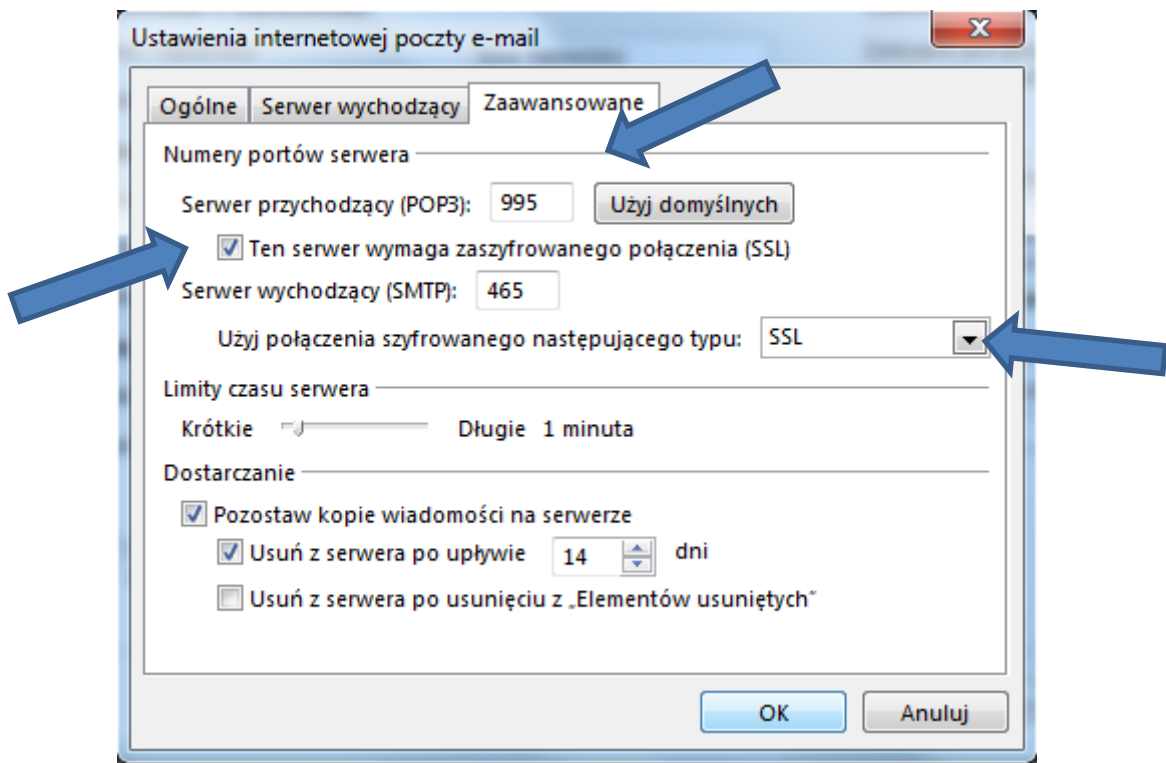 Ustawienia internetowej poczty e-mail
Ogólne Serwer wychodzący Zaawansowane
Numery portów serwera
Serwer przychodzący (POP3): 995 Użyj domyślnych
Ten serwer wymaga zaszyfrowanego połączenia (SSL)
Serwer wychodzący (SMTP): 465
Użyj połączenia szyfrowanego następującego typu: SSL
Limity czasu serwera
Krótkie Długie 1 minuta
Dostarczanie
Pozostaw kopie wiadomości na serwerze
Usuń z serwera po upływie 14 dni
Usuń z serwera po usunięciu z „Elementów usuniętych”
OK Anuluj